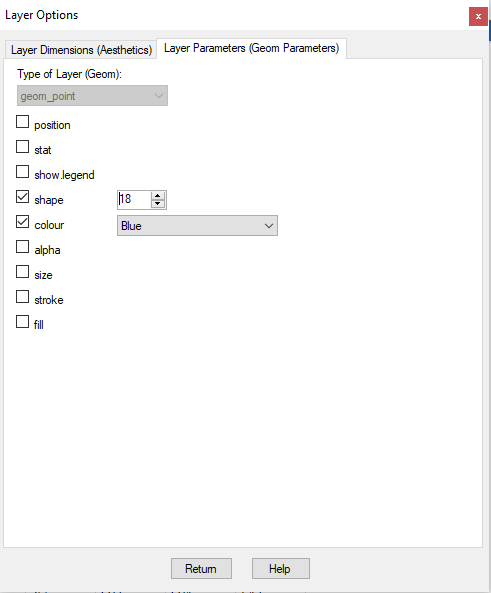 Layer Options
x
Layer Dimensions (Aesthetics)
Layer Parameters (Geom Parameters)
Type of Layer (Geom):
geom_point
position
stat
show.legend
shape
18
colour
Blue
alpha
size
stroke
fill
Return
Help